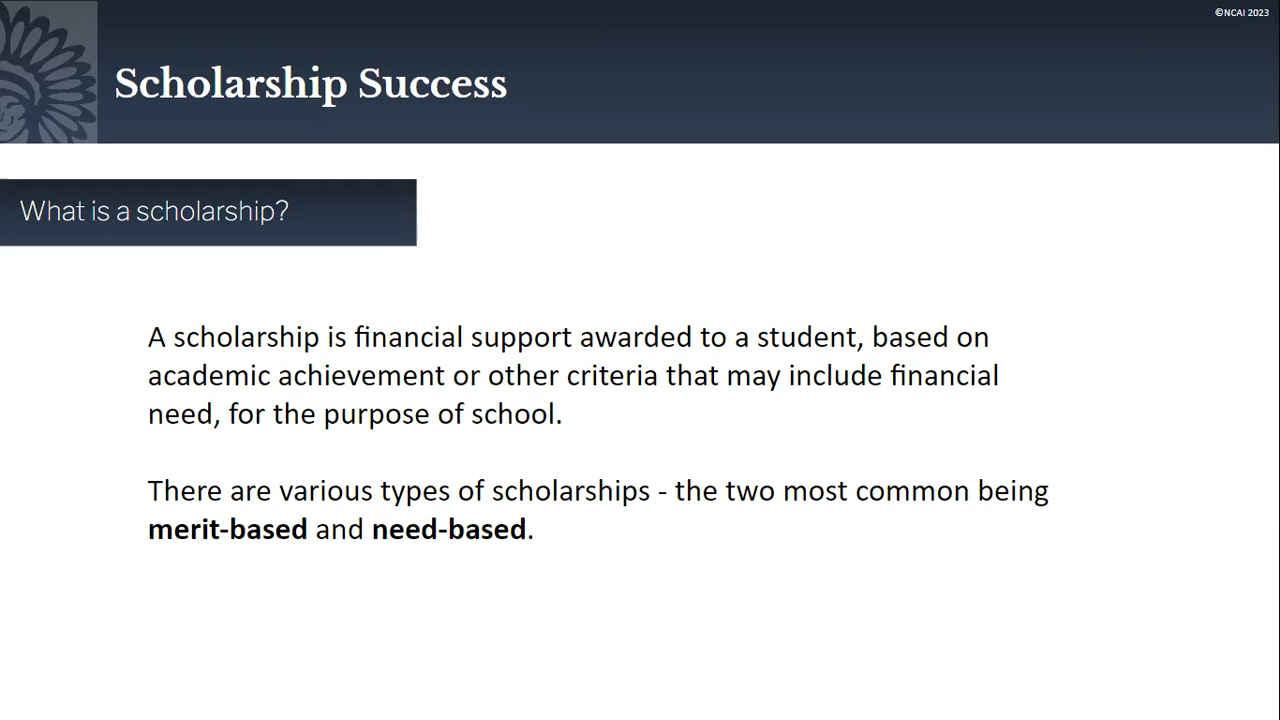 ©NCAI 2023
Scholarship Success
What is a scholarship?
A scholarship is financial support awarded to a student, based on
academic achievement or other criteria that may include financial
need, for the purpose of school.
There are various types of scholarships - the two most common being
merit-based and need-based.